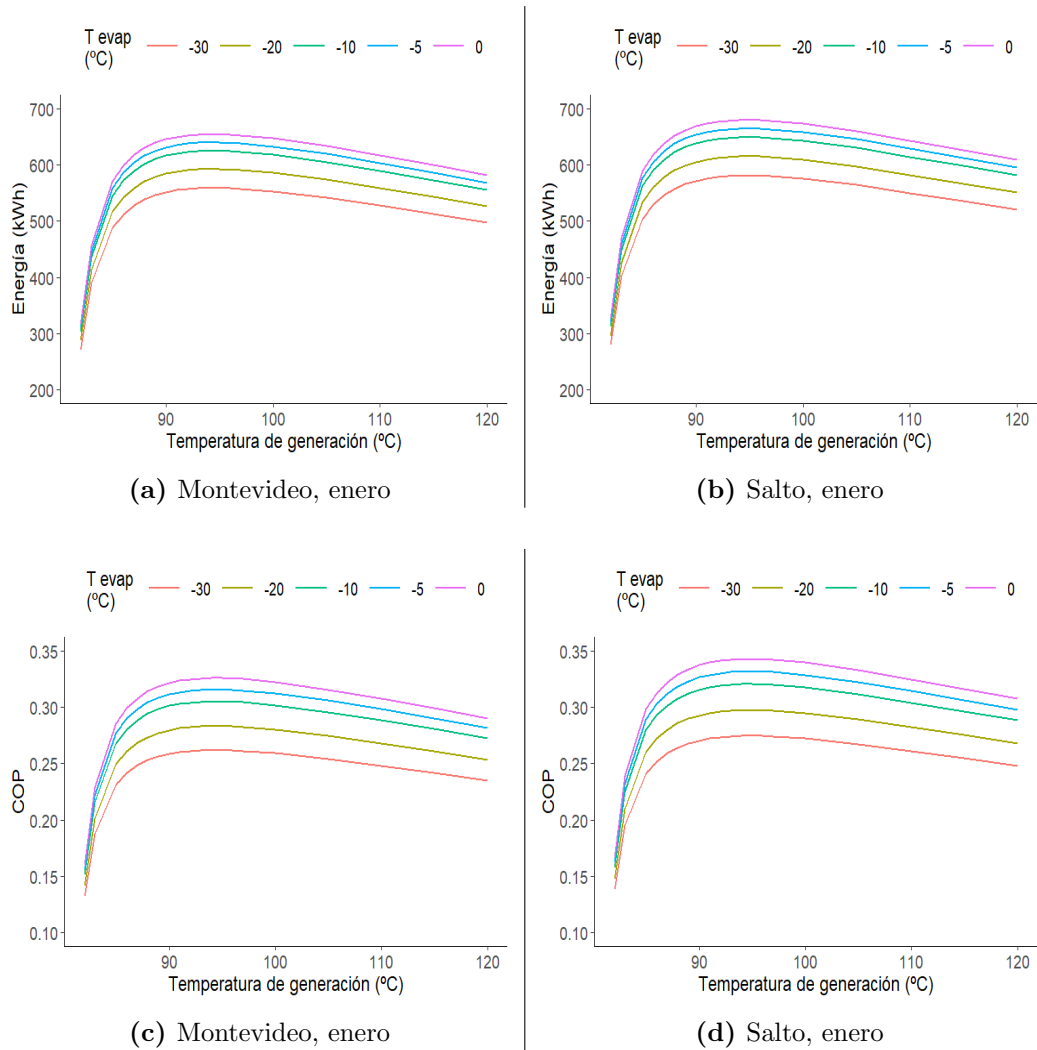 T evap
(ºC)
-30 -20 -10 -5 0
Energía (kWh)
700
600
500
400
300
200
90 100 110 120
Temperatura de generación (ºC)
(a) Montevideo, enero
T evap
(ºC)
-30 -20 -10 -5 0
Energía (kWh)
700
600
500
400
300
200
90 100 110 120
Temperatura de generación (ºC)
(b) Salto, enero
T evap
(ºC)
-30 -20 -10 -5 0
COP
0.35
0.30
0.25
0.20
0.15
0.10
90 100 110 120
Temperatura de generación (ºC)
(c) Montevideo, enero
T evap
(ºC)
-30 -20 -10 -5 0
COP
0.35
0.30
0.25
0.20
0.15
0.10
90 100 110 120
Temperatura de generación (ºC)
(d) Salto, enero